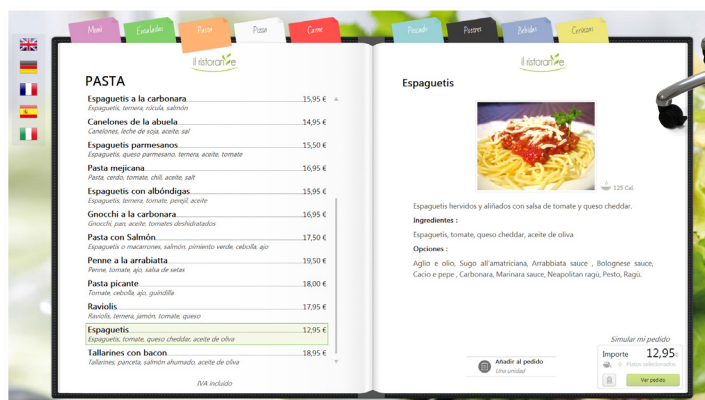 Menú
Ensaladas
Pasta
Pizza
Carne
Pescado
Postres
Bebidas
Cervezas
il ristorante
il ristorante
PASTA
Espaguetis a la carbonara 15,95 €
Espaguetis, ternera, rúcula, salmón
Canelones de la abuela 14,95 €
Canelones, leche de soja, aceite, sal
Espaguetis parmesanos 15,50 €
Espaguetis, queso parmesano, ternera, aceite, tomate
Pasta mejicana 16,95 €
Pasta, cerdo, tomate, chili, aceite, salt
Espaguetis con albóndigas 15,95 €
Espaguetis, ternera, tomate, perejil, aceite
Gnocchi a la carbonara 16,95 €
Gnocchi, pan, aceite, tomates deshidratados
Pasta con Salmón 17,50 €
Espaguetis o macarrones, salmón, pimiento verde, cebolla, ajo
Penne a la arrabiatta 19,50 €
Penne, tomate, ajo, salsa de setas
Pasta picante 18,00 €
Tomate, cebolla, ajo, guindilla
Raviolis 17,95 €
Raviolis, ternera, jamón, tomate, queso
Espaguetis 12,95 €
Espaguetis, tomate, queso cheddar, aceite de oliva
Tallarines con bacon 18,95 €
Tallarines, panceta, salmón ahumado, aceite de oliva
IVA incluido
Espaguetis
125 Cal.
Espaguetis hervidos y aliñados con salsa de tomate y queso cheddar.
Ingredientes :
Espaguetis, tomate, queso cheddar, aceite de oliva
Opciones :
Aglio e olio, Sugo all'amatriciana, Arrabbiata sauce , Bolognese sauce,
Cacio e pepe , Carbonara, Marinara sauce, Neapolitan ragù, Pesto, Ragù.
Añadir al pedido
Una unidad
Simular mi pedido
Importe 12,95€
Platos seleccionados
Ver pedido